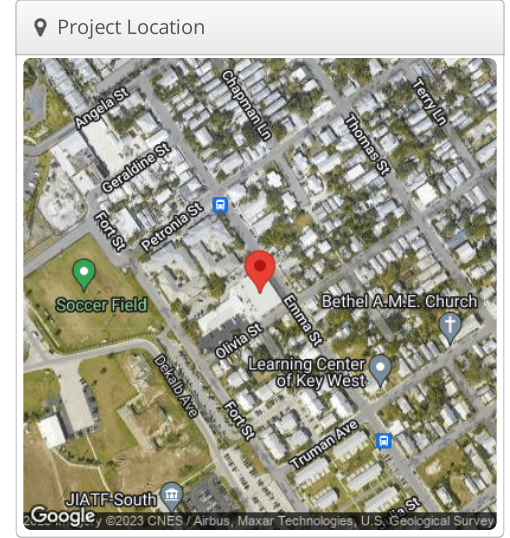 Project Location
Angela St
Chapman Ln
Terry Ln
Thomas St
Geraldine St
Fort St
Petronia St
Soccer Field
Emma St
Bethel A.M.E. Church
Olivia St
Learning Center
of Key West
Dekalb Ave
Fort St
Truman Ave
JIATF-South
Google
©2023 CNES / Airbus, Maxar Technologies, U.S. Geological Survey